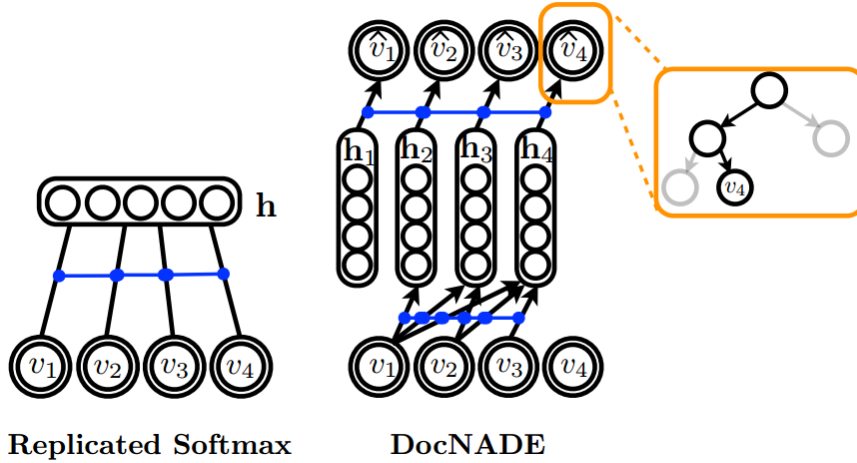 v̂1 v̂2 v̂3 v̂4
h1 h2 h3 h4
v4
h
v1 v2 v3 v4
v1 v2 v3 v4
Replicated Softmax
DocNADE